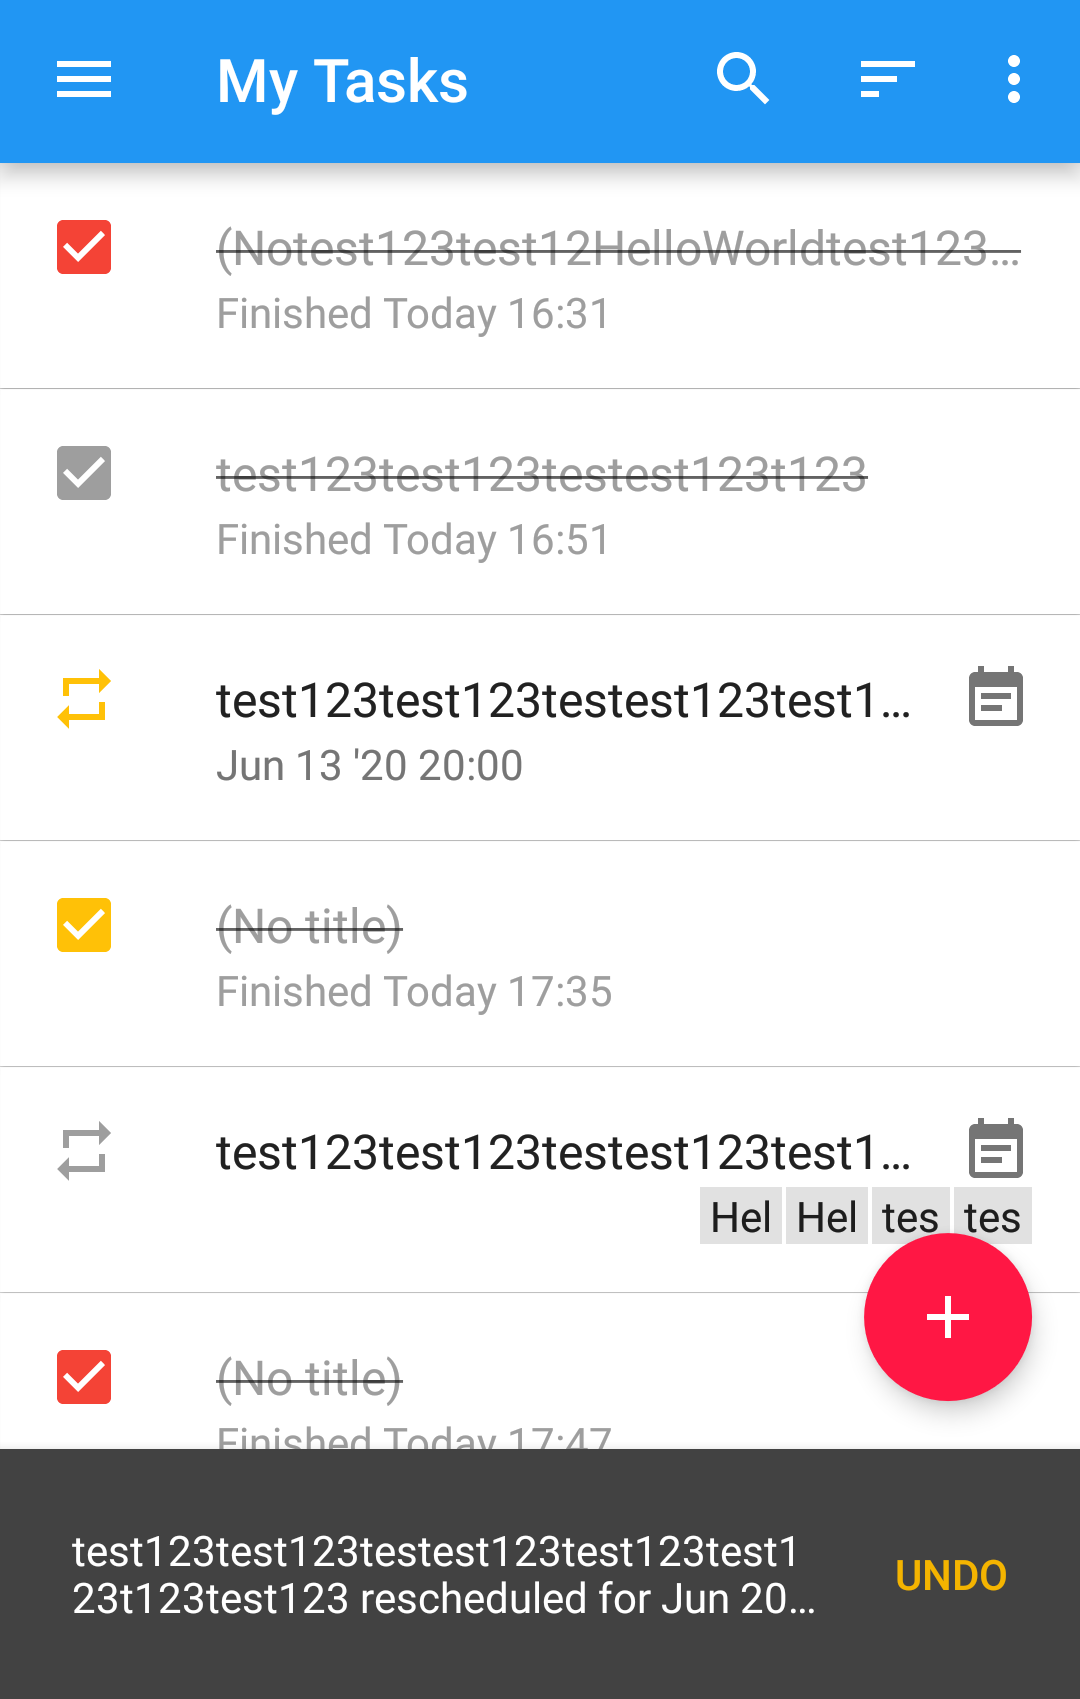 My Tasks
(Notest123test12HelloWorldtest123...
Finished Today 16:31
test123test123testest123t123
Finished Today 16:51
test123test123testest123test1...
Jun 13 '20 20:00
(No title)
Finished Today 17:35
test123test123testest123test1...
Hel Hel tes tes
(No title)
Finished Today 17:47
test123test123testest123test123test1
23t123test123 rescheduled for Jun 20...
UNDO